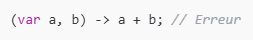 (var a, b) -> a + b; // Erreur